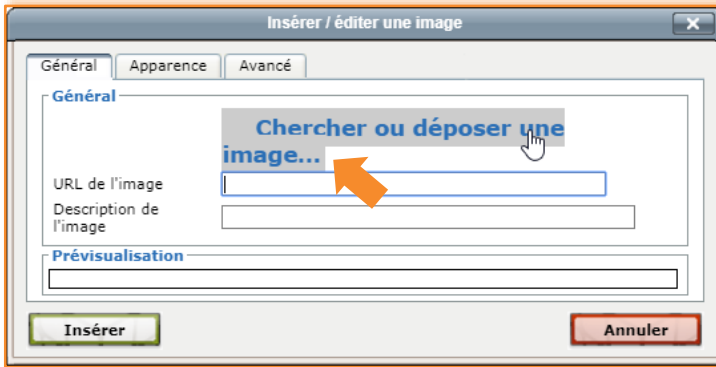 Insérer / éditer une image
Général Apparence Avancé
Général
Chercher ou déposer une
image...
URL de l'image
Description de
l'image
Prévisualisation
Insérer Annuler